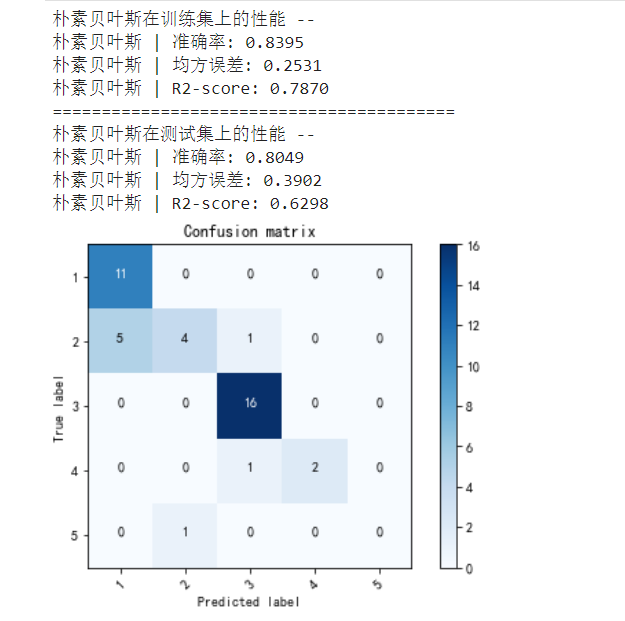 朴素贝叶斯在训练集上的性能 --
朴素贝叶斯 | 准确率: 0.8395
朴素贝叶斯 | 均方误差: 0.2531
朴素贝叶斯 | R2-score: 0.7870
=========================================
朴素贝叶斯在测试集上的性能 --
朴素贝叶斯 | 准确率: 0.8049
朴素贝叶斯 | 均方误差: 0.3902
朴素贝叶斯 | R2-score: 0.6298
Confusion matrix
1 11 0 0 0 0
2 5 4 1 0 0
3 0 0 16 0 0
4 0 0 1 2 0
5 0 1 0 0 0
1 2 3 4 5
True label
Predicted label
16
14
12
10
8
6
4
2
0